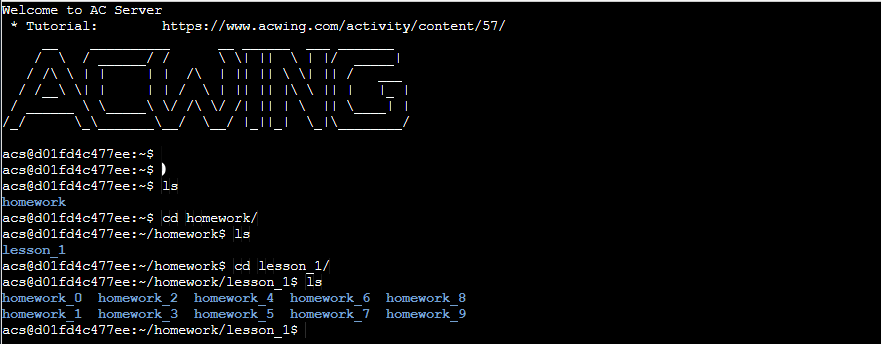 Welcome to AC Server
* Tutorial: https://www.acwing.com/activity/content/57/
ACWING
acs@d01fd4c477ee:~$
acs@d01fd4c477ee:~$
acs@d01fd4c477ee:~$ ls
homework
acs@d01fd4c477ee:~$ cd homework/
acs@d01fd4c477ee:~/homework$ ls
lesson_1
acs@d01fd4c477ee:~/homework$ cd lesson_1/
acs@d01fd4c477ee:~/homework/lesson_1$ ls
homework_0 homework_2 homework_4 homework_6 homework_8
homework_1 homework_3 homework_5 homework_7 homework_9
acs@d01fd4c477ee:~/homework/lesson_1$